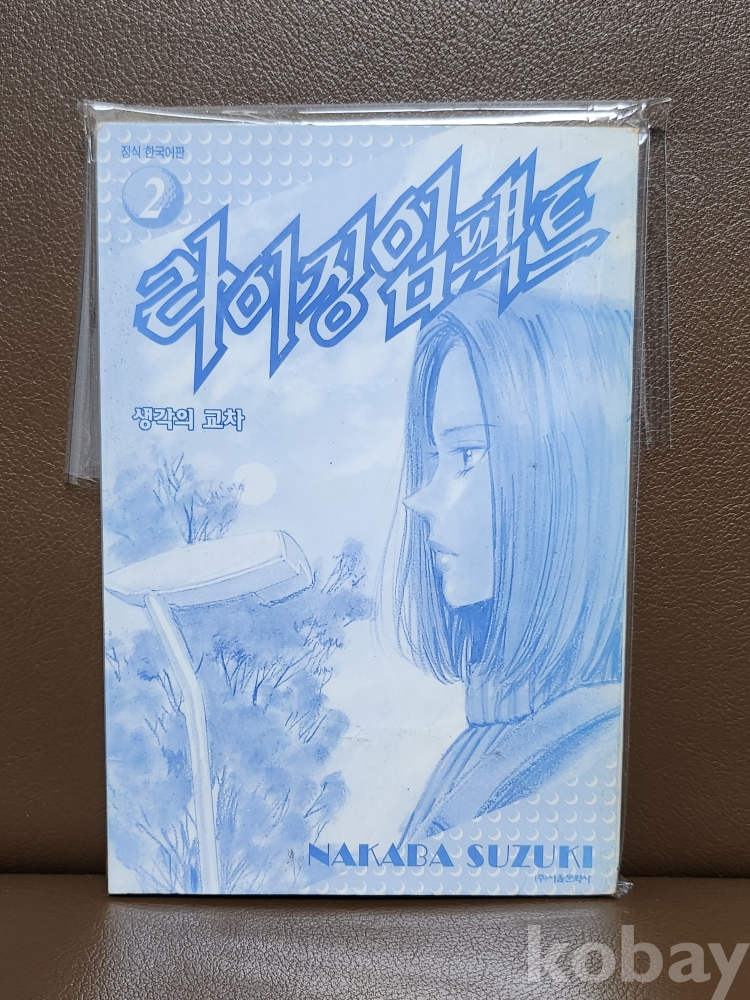 정식 한국어판
2
라이징임팩트
생각의 교차
NAKABA SUZUKI
(주)서울문화사
kobay